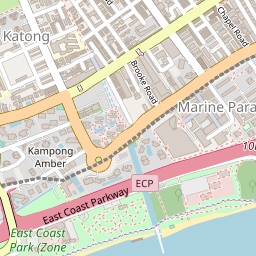 Katong
Chapel Road
Brooke Road
Marine Para
Kampong
Amber
10
ECP
East Coast Parkway
East Coast
Park (Zone